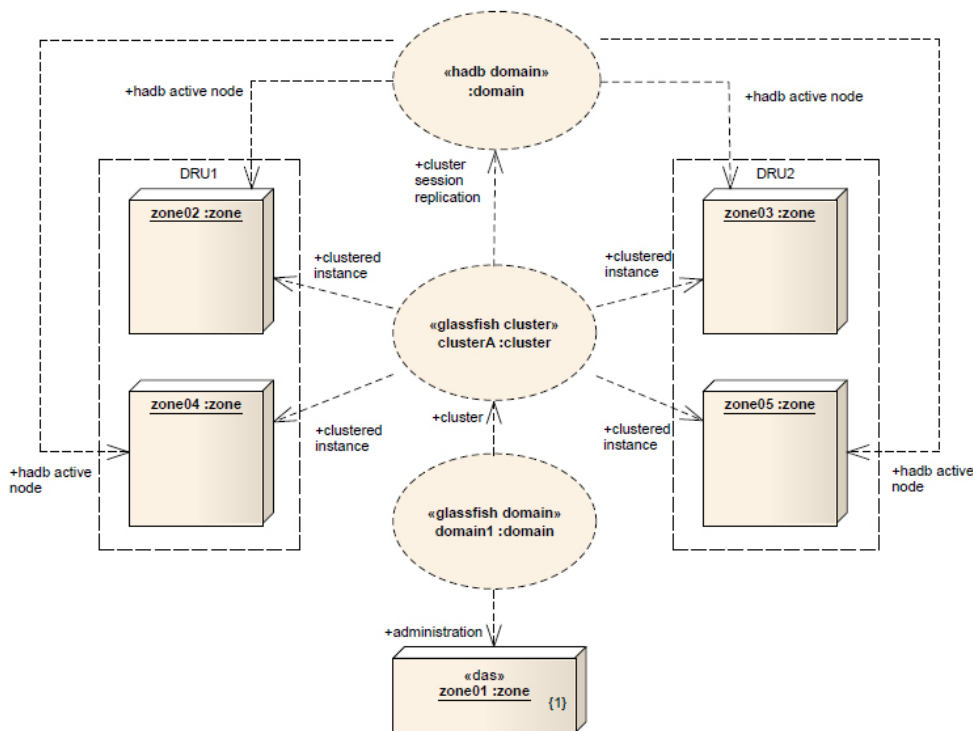 «hadb domain»
:domain
+hadb active node
+hadb active node
+cluster
session
replication
DRU1
DRU2
zone02 :zone
zone03 :zone
+clustered
instance
+clustered
instance
«glassfish cluster»
clusterA :cluster
zone04 :zone
zone05 :zone
+cluster
+clustered
instance
+clustered
instance
+hadb active
node
+hadb active
node
«glassfish domain»
domain1 :domain
+administration
«das»
zone01 :zone
{1}